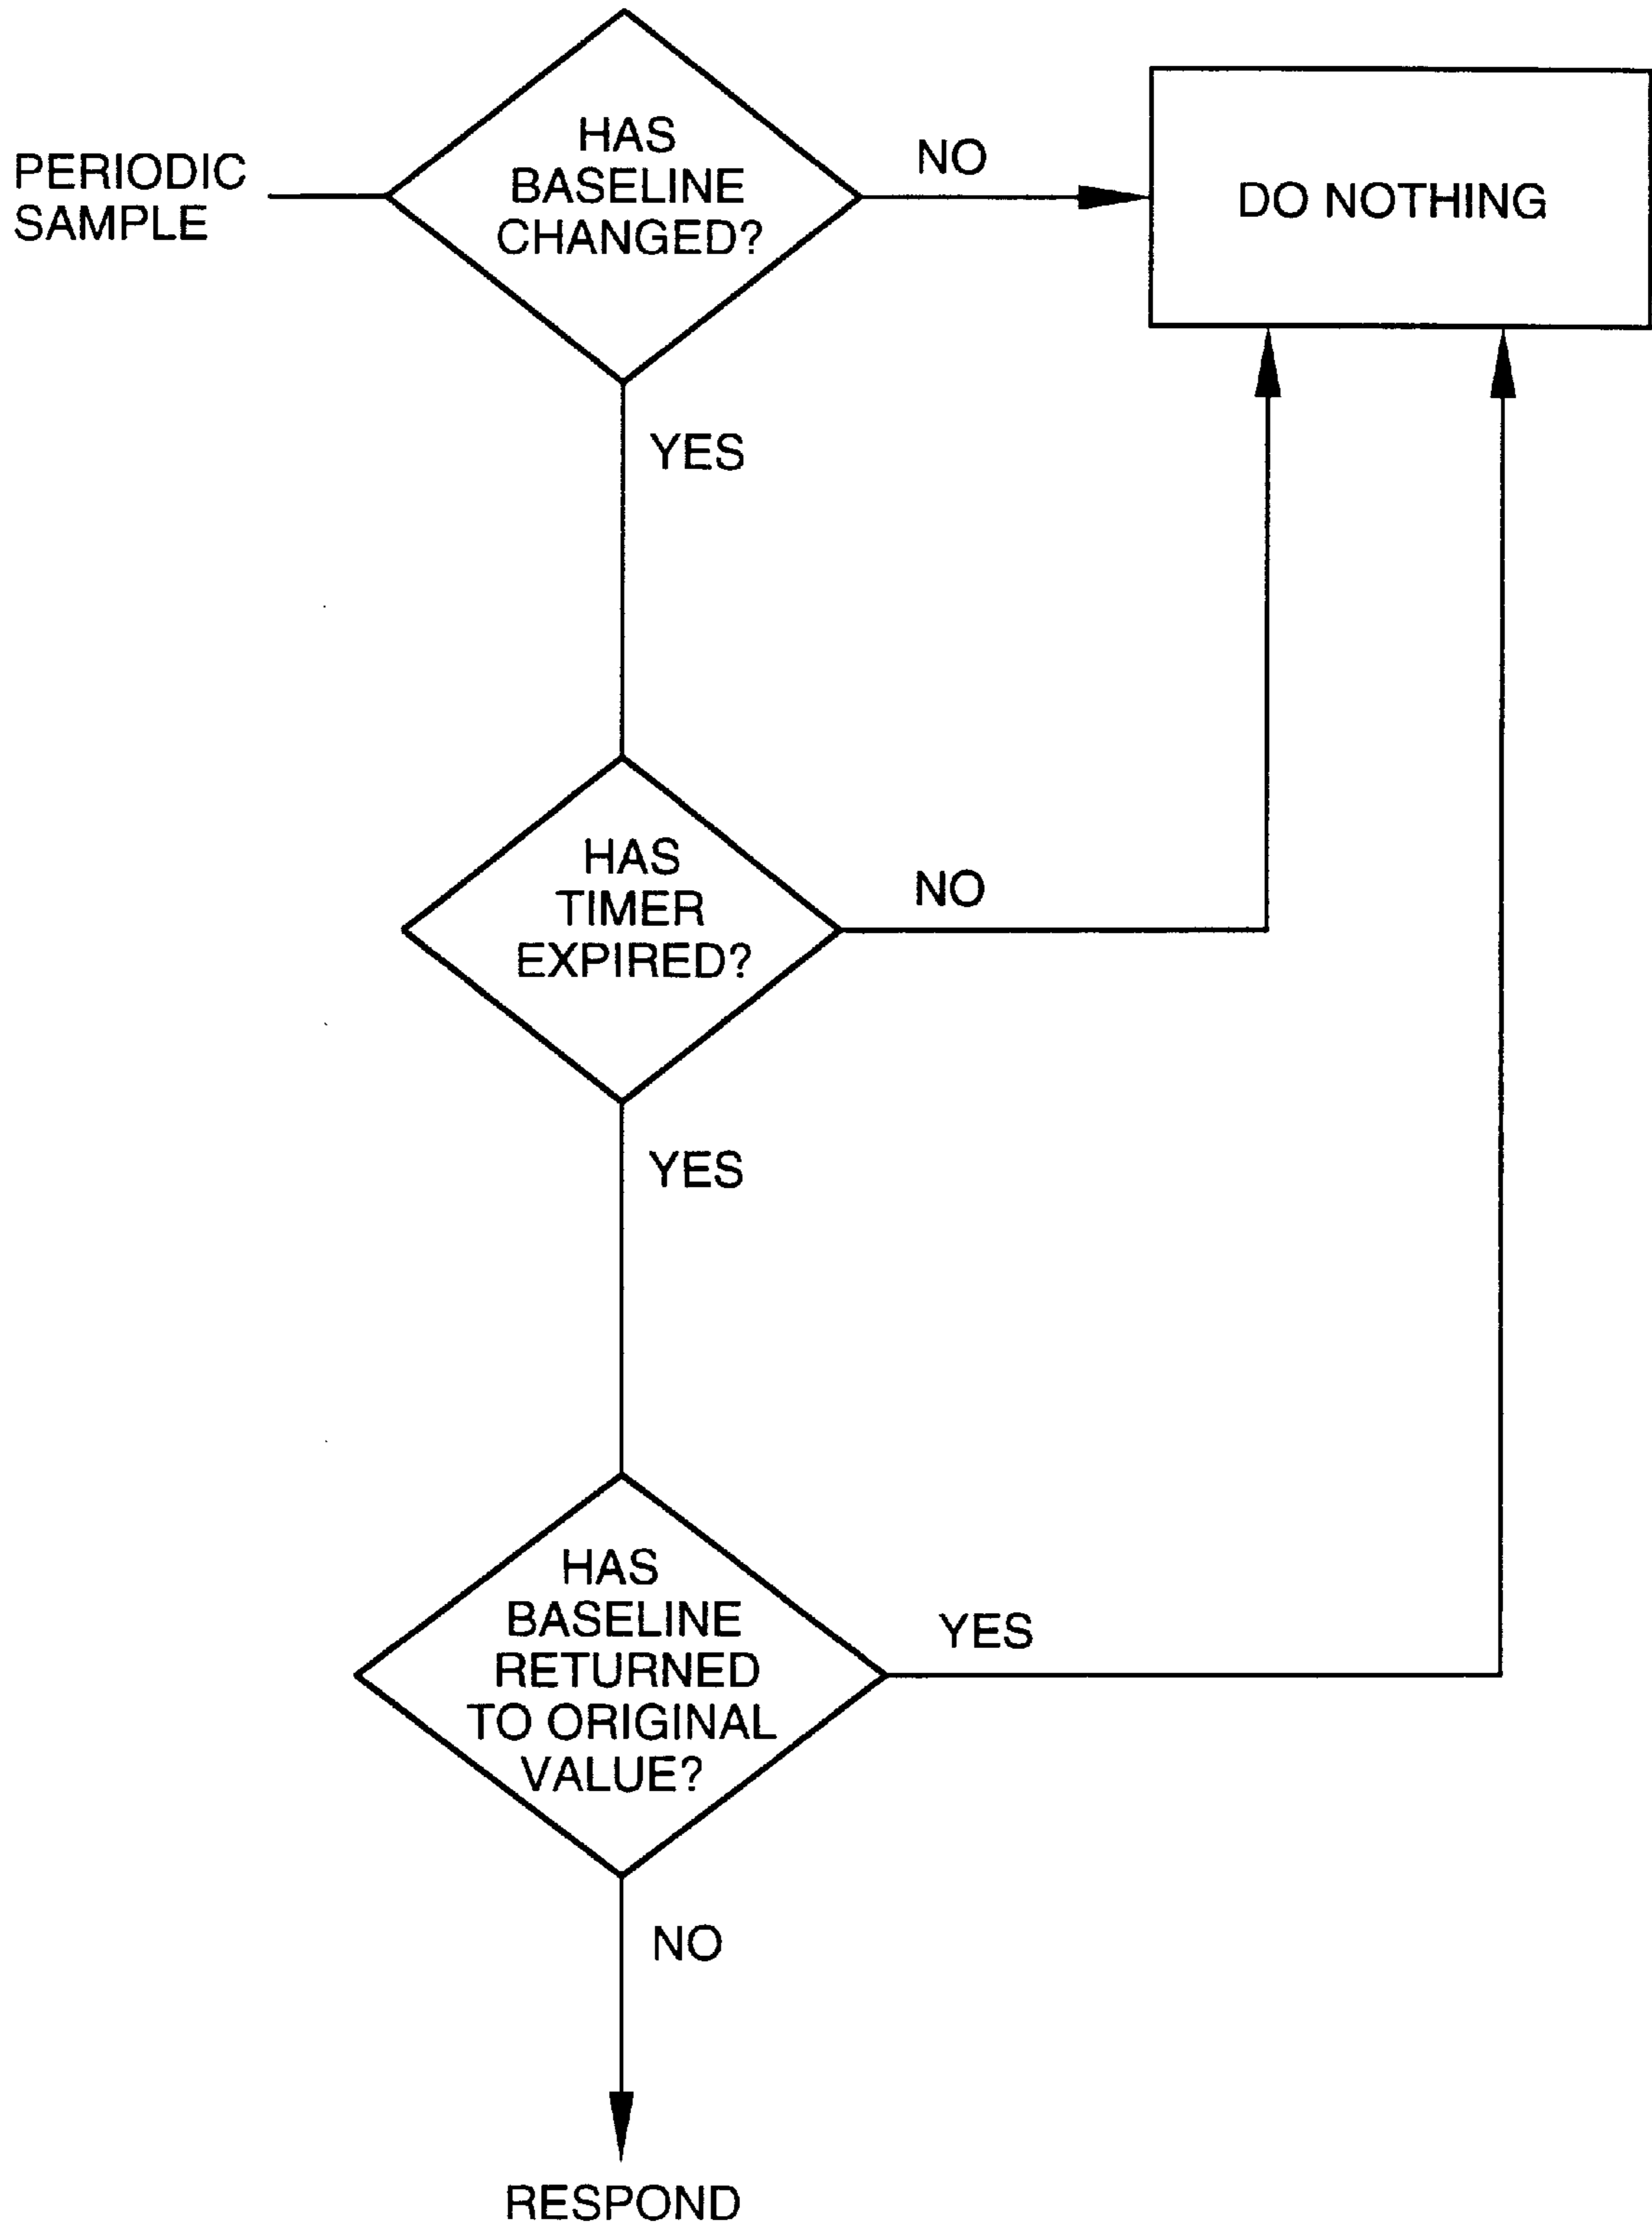 PERIODIC
SAMPLE
HAS
BASELINE
CHANGED?
NO
DO NOTHING
YES
HAS
TIMER
EXPIRED?
NO
YES
HAS
BASELINE
RETURNED
TO ORIGINAL
VALUE?
YES
NO
RESPOND